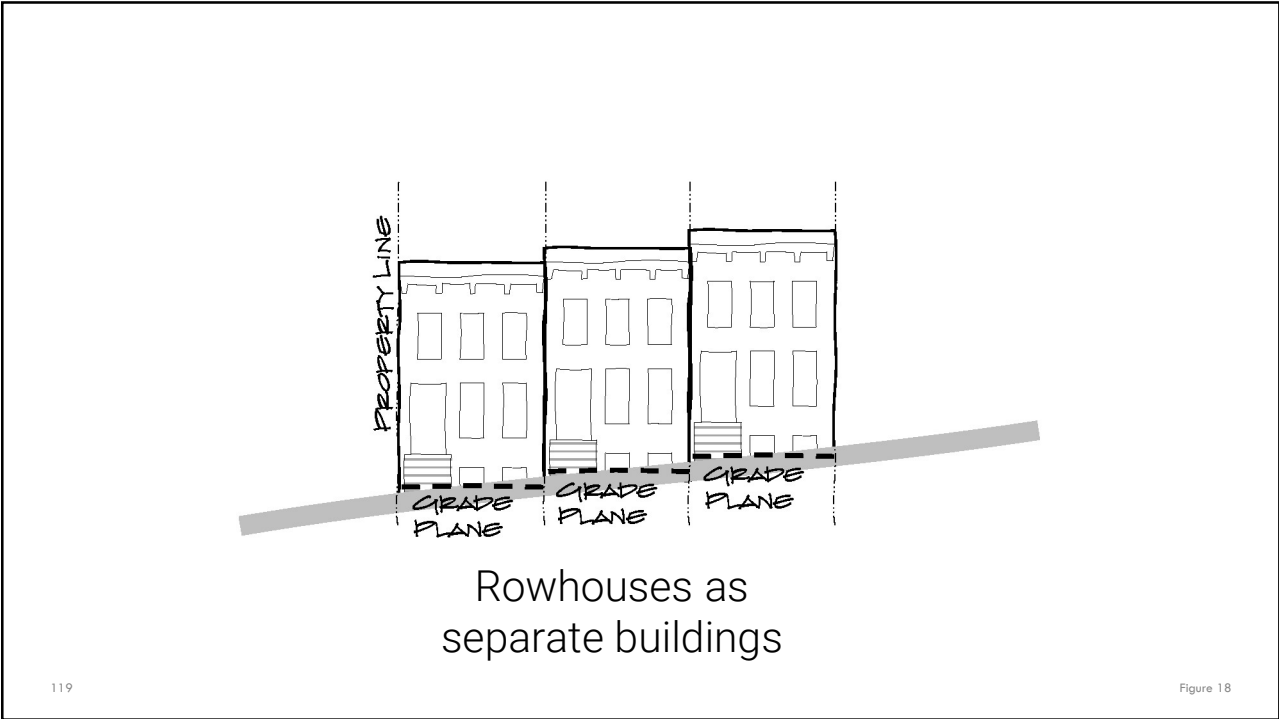 PROPERTY LINE
GRADE
PLANE
GRADE
PLANE
GRADE
PLANE
Rowhouses as
separate buildings
119
Figure 18